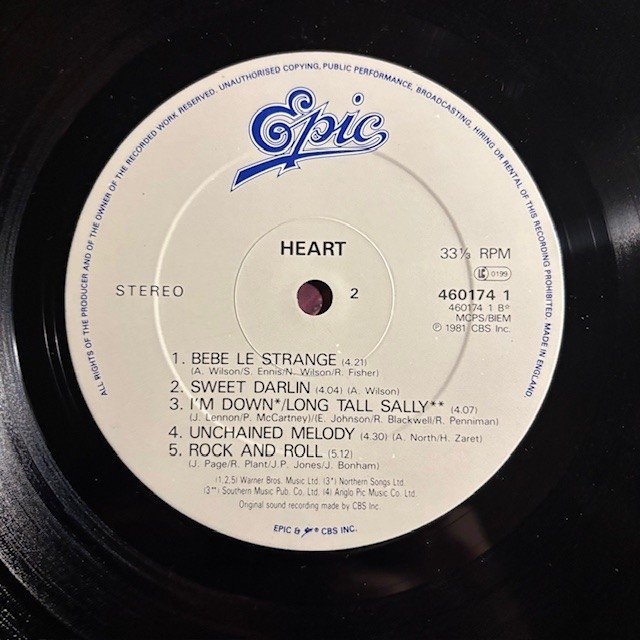 ALL RIGHTS OF THE PRODUCER AND OF THE OWNER OF THE RECORDED WORK RESERVED. UNAUTHORISED COPYING, PUBLIC PERFORMANCE, BROADCASTING, HIRING OR RENTAL OF THIS RECORDING PROHIBITED. MADE IN ENGLAND
Epic
HEART
33⅓ RPM
STEREO
2
LC 0199
460174 1
460174 1 B°
MCPS/BIEM
℗ 1981 CBS Inc.
1. BEBE LE STRANGE (4.21)
(A. Wilson/S. Ennis/N. Wilson/R. Fisher)
2. SWEET DARLIN (4.04) (A. Wilson)
3. I'M DOWN*/LONG TALL SALLY** (4.07)
(J. Lennon/P. McCartney)/(E. Johnson/R. Blackwell/R. Penniman)
4. UNCHAINED MELODY (4.30) (A. North/H. Zaret)
5. ROCK AND ROLL (5.12)
(J. Page/R. Plant/J.P. Jones/J. Bonham)
(1,2,5) Warner Bros. Music Ltd. (3*) Northern Songs Ltd.
(3**) Southern Music Pub. Co. Ltd. (4) Anglo Pic Music Co. Ltd.
Original sound recording made by CBS Inc.
EPIC & ® CBS INC.